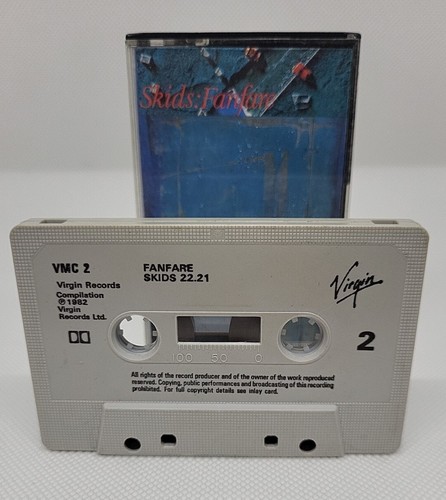 Skids:Fanfare
VMC 2
FANFARE
SKIDS 22.21
Virgin Records
Compilation
℗1982
Virgin
Records Ltd.
Virgin
2
100 50 0
All rights of the record producer and of the owner of the work reproduced
reserved. Copying, public performances and broadcasting of this recording
prohibited. For full copyright details see inlay card.